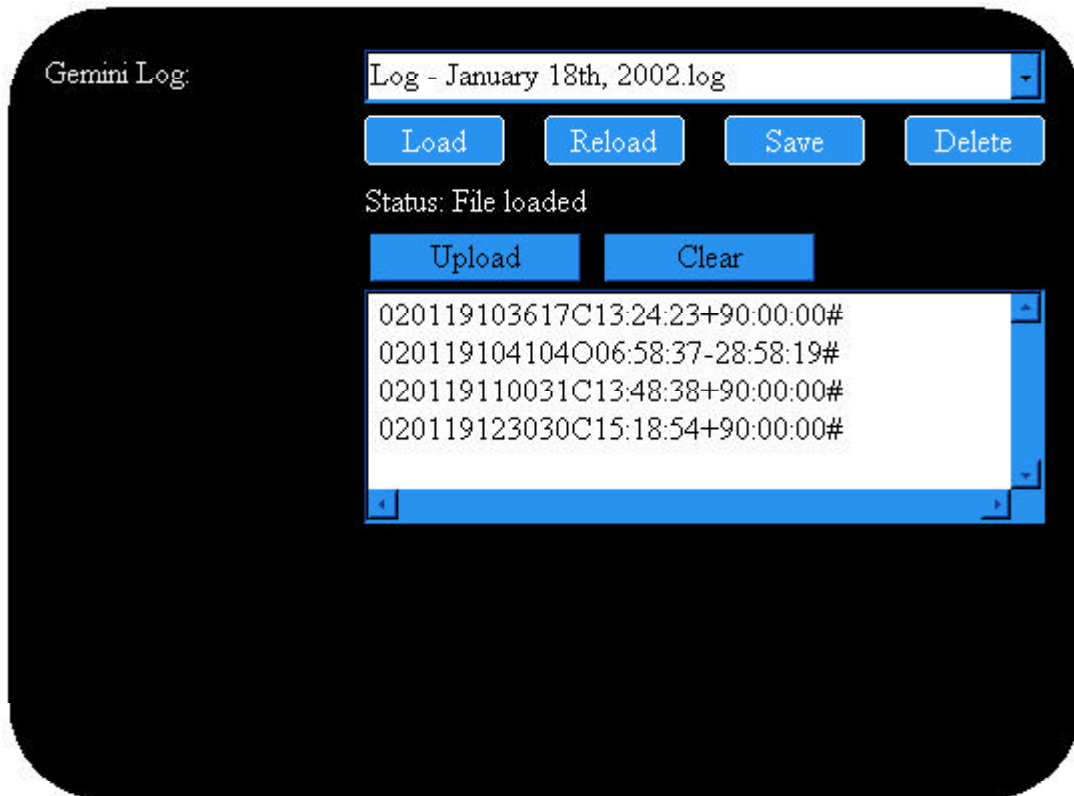 Gemini Log:
Log - January 18th, 2002.log
Load Reload Save Delete
Status: File loaded
Upload Clear
020119103617C13:24:23+90:00:00#
020119104104O06:58:37-28:58:19#
020119110031C13:48:38+90:00:00#
020119123030C15:18:54+90:00:00#